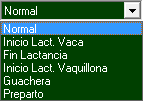 Normal
Normal
Inicio Lact. Vaca
Fin Lactancia
Inicio Lact. Vaquillona
Guachera
Preparto